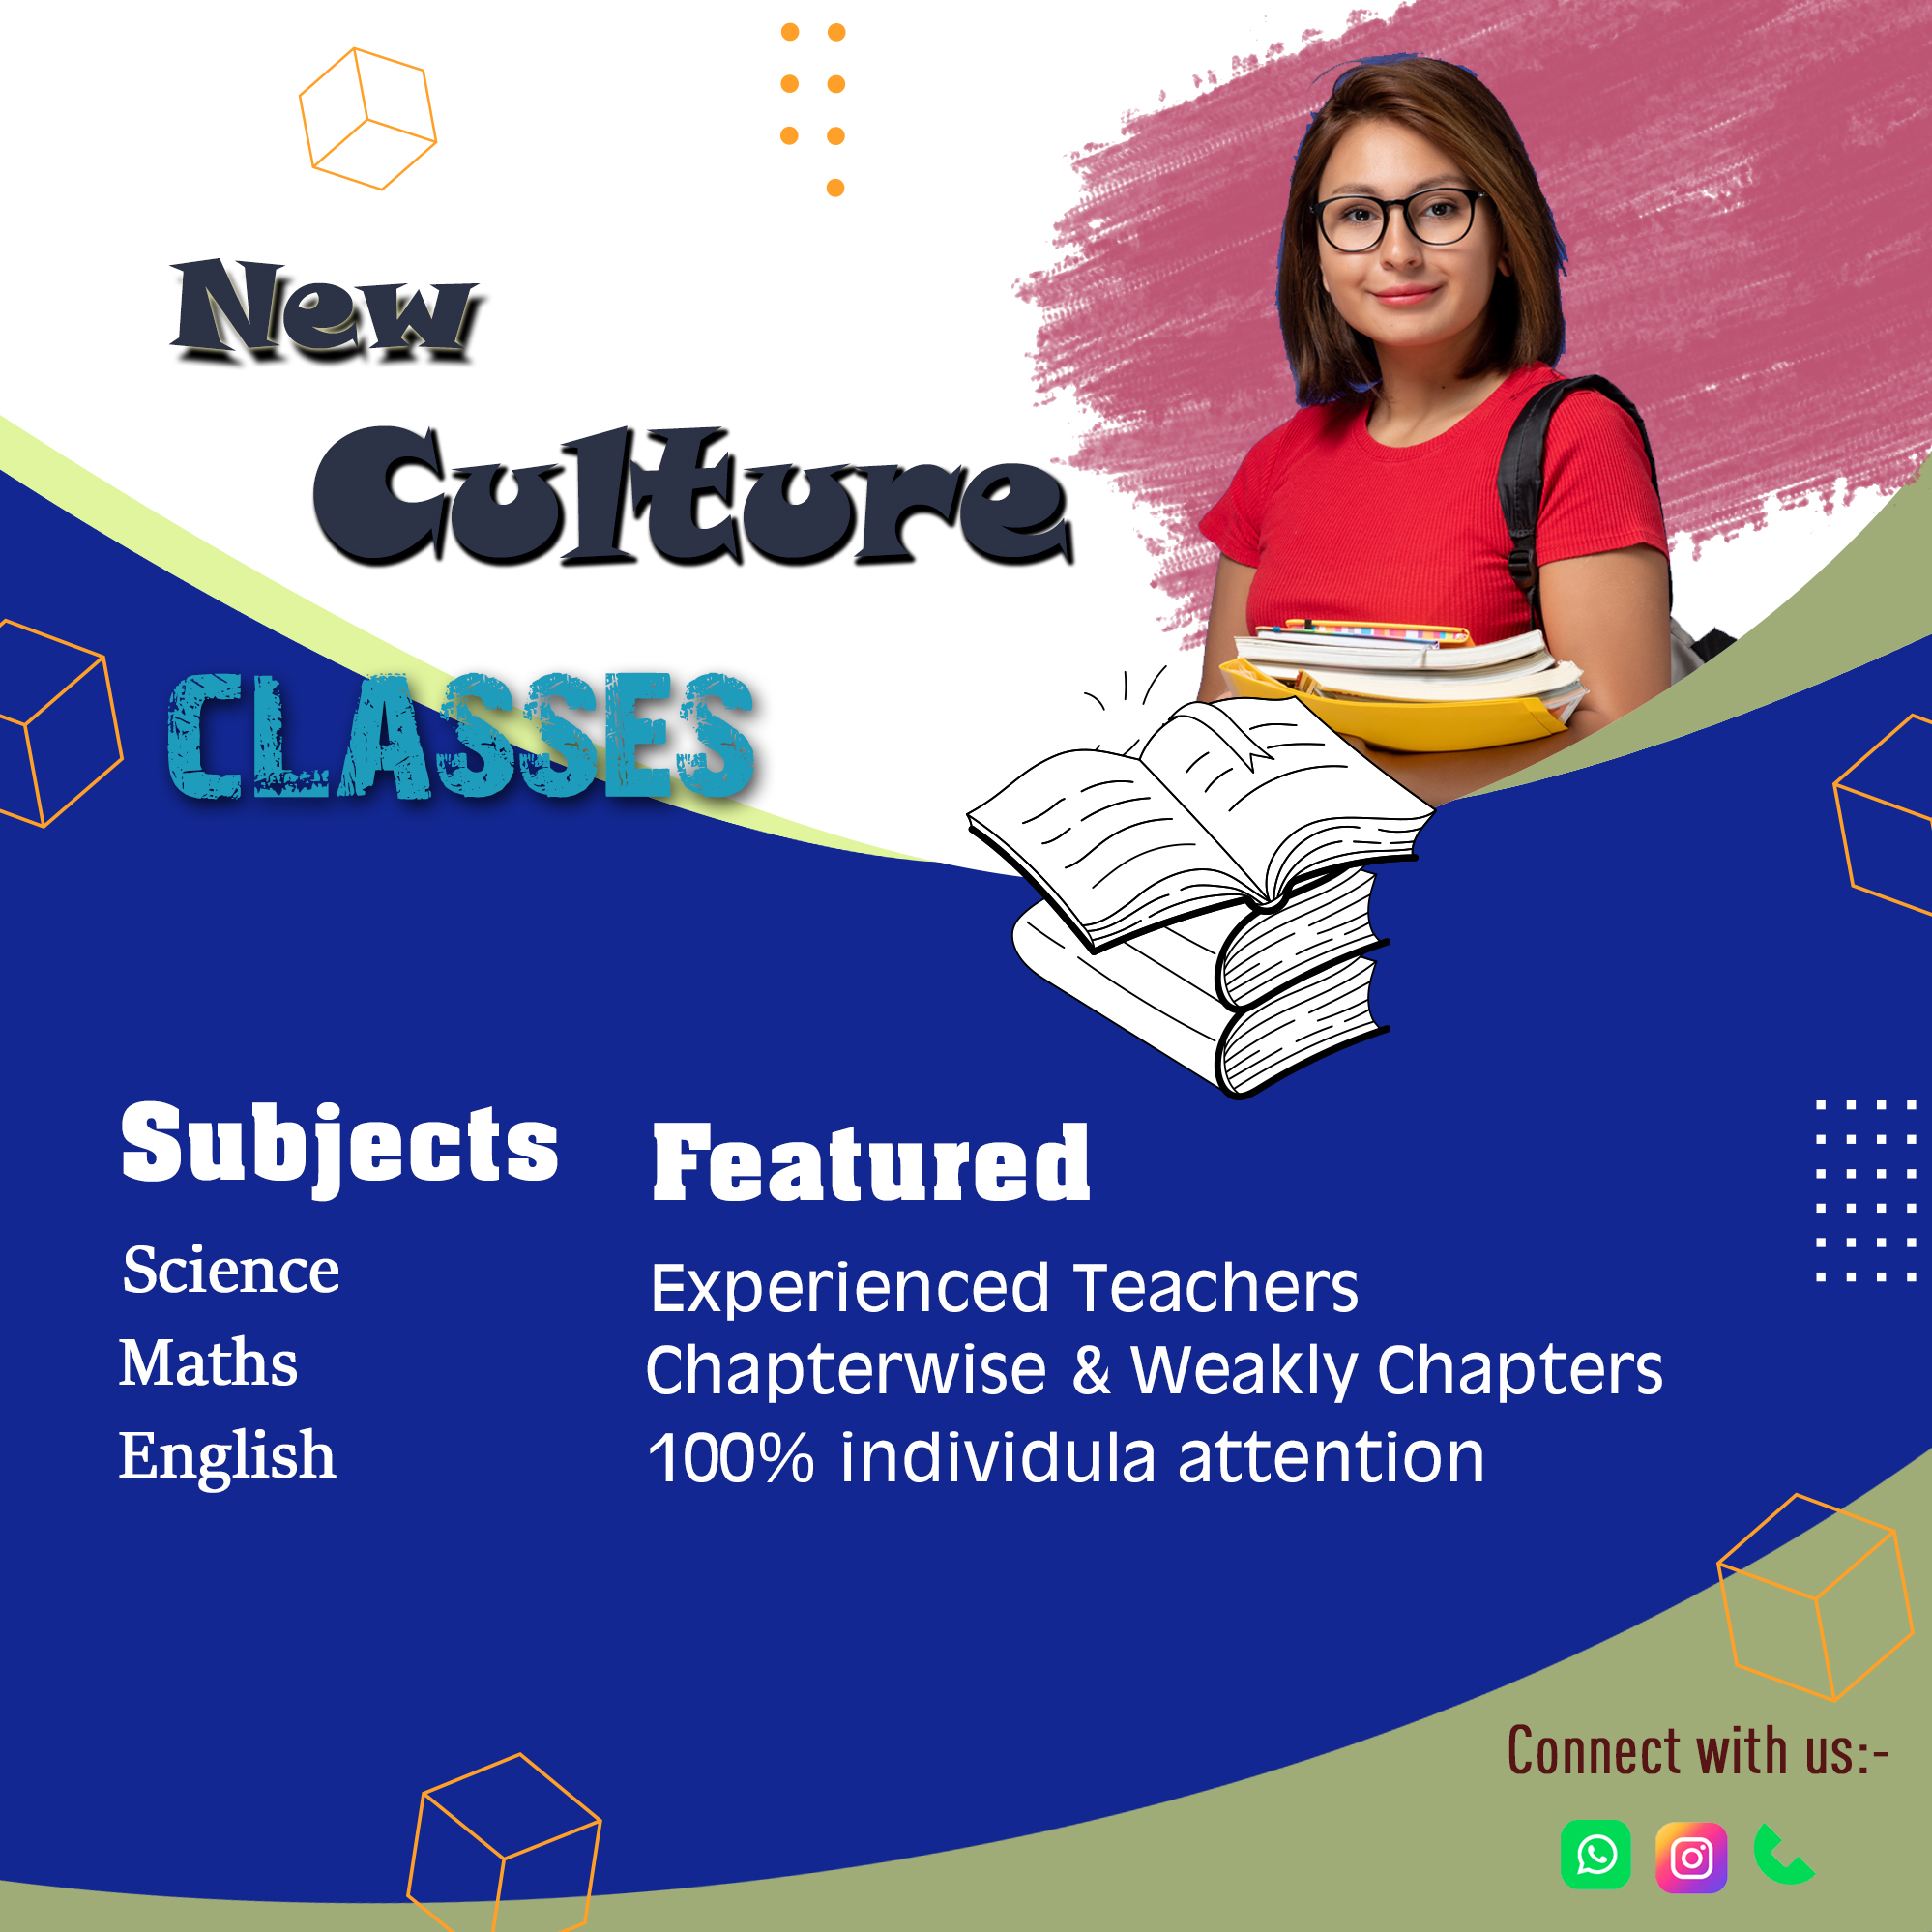 New
Culture
CLASSES
Subjects
Science
Maths
English
Featured
Experienced Teachers
Chapterwise & Weakly Chapters
100% individula attention
Connect with us:-